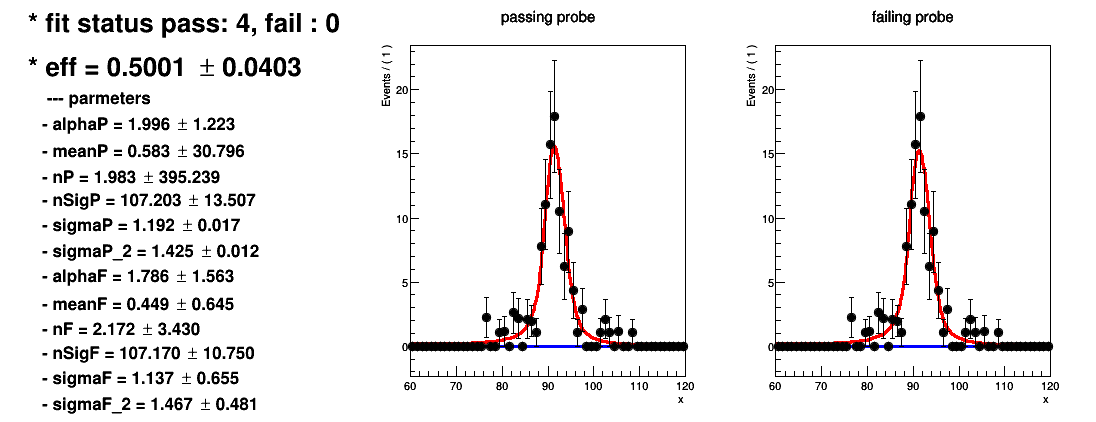 * fit status pass: 4, fail : 0
* eff = 0.5001 ± 0.0403
--- parmeters
- alphaP = 1.996 ± 1.223
- meanP = 0.583 ± 30.796
- nP = 1.983 ± 395.239
- nSigP = 107.203 ± 13.507
- sigmaP = 1.192 ± 0.017
- sigmaP_2 = 1.425 ± 0.012
- alphaF = 1.786 ± 1.563
- meanF = 0.449 ± 0.645
- nF = 2.172 ± 3.430
- nSigF = 107.170 ± 10.750
- sigmaF = 1.137 ± 0.655
- sigmaF_2 = 1.467 ± 0.481
passing probe
Events / ( 1 )
20
15
10
5
0
60 70 80 90 100 110 120
x
failing probe
Events / ( 1 )
20
15
10
5
0
60 70 80 90 100 110 120
x